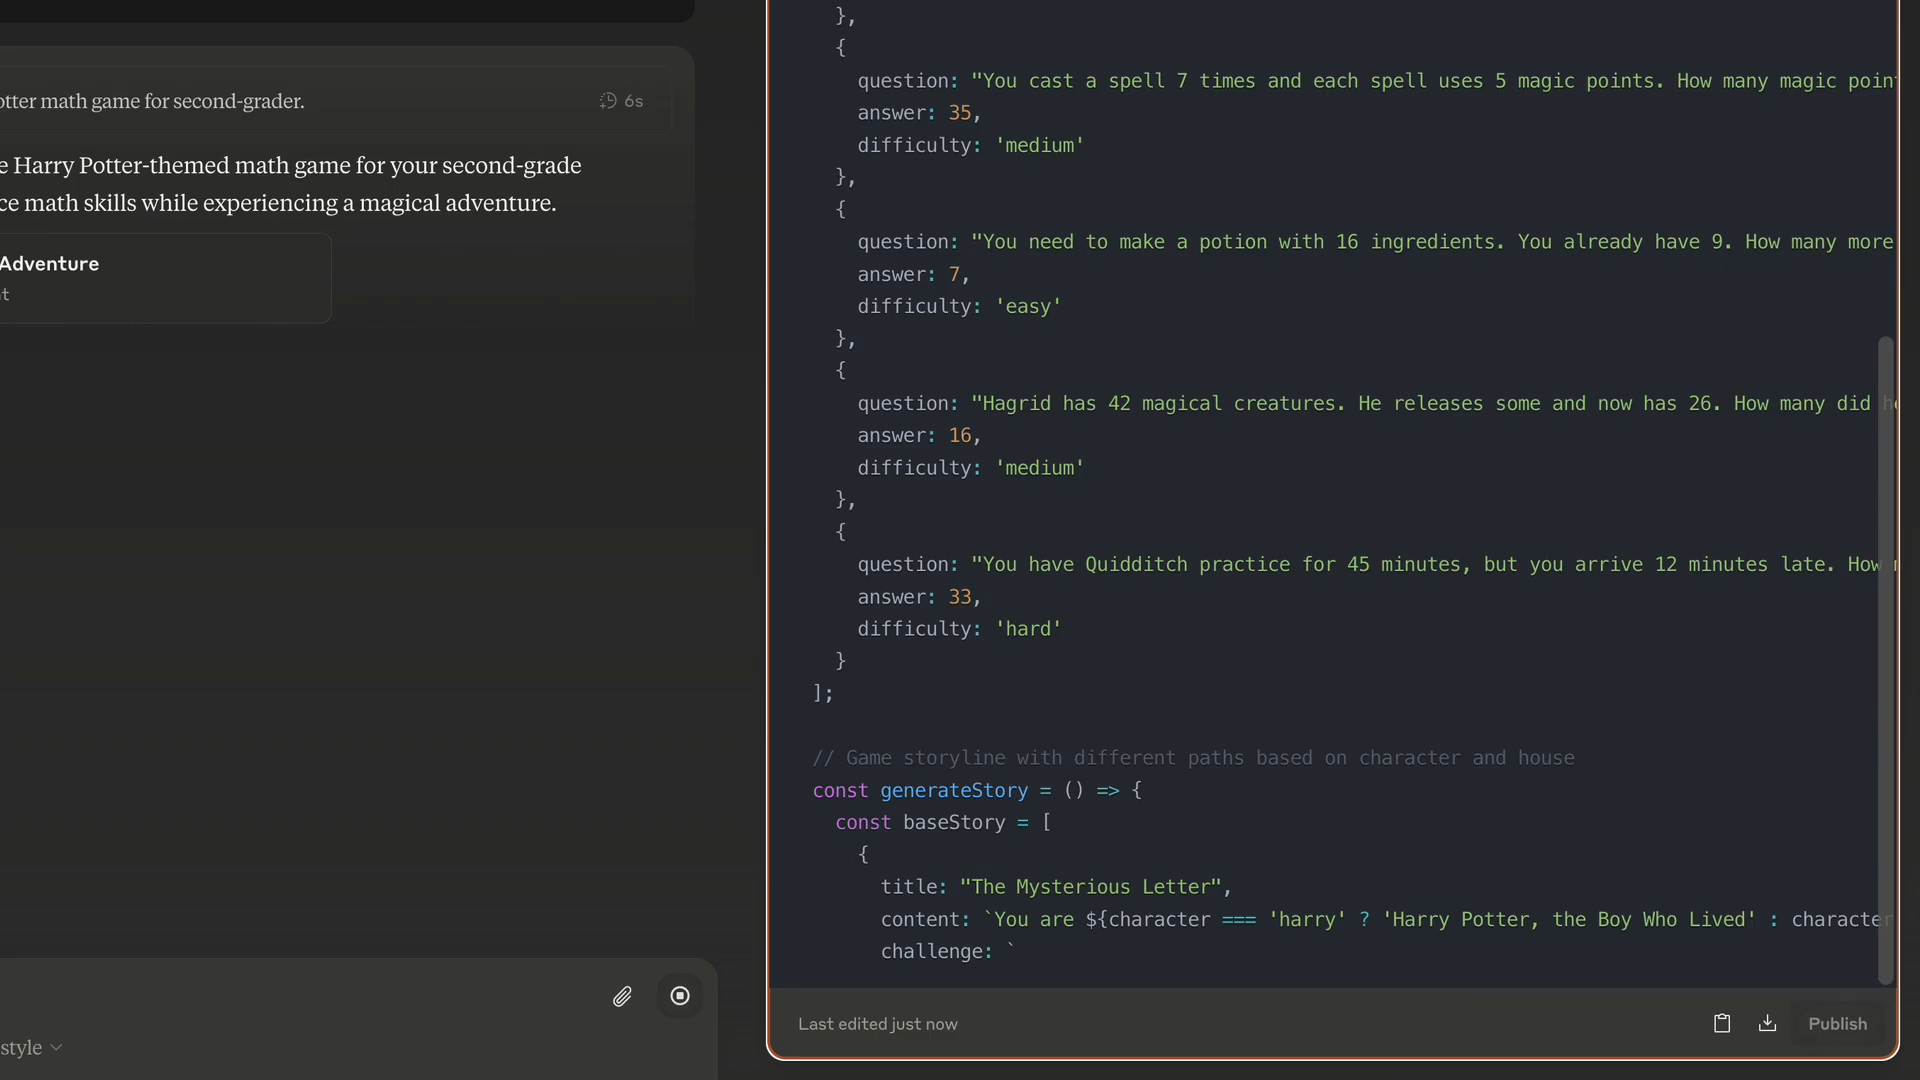 otter math game for second-grader.
6s
e Harry Potter-themed math game for your second-grade
ce math skills while experiencing a magical adventure.
Adventure
t
style
},
{
question: "You cast a spell 7 times and each spell uses 5 magic points. How many magic poin
answer: 35,
difficulty: 'medium'
},
{
question: "You need to make a potion with 16 ingredients. You already have 9. How many more
answer: 7,
difficulty: 'easy'
},
{
question: "Hagrid has 42 magical creatures. He releases some and now has 26. How many did he
answer: 16,
difficulty: 'medium'
},
{
question: "You have Quidditch practice for 45 minutes, but you arrive 12 minutes late. How
answer: 33,
difficulty: 'hard'
}
];
// Game storyline with different paths based on character and house
const generateStory = () => {
const baseStory = [
{
title: "The Mysterious Letter",
content: `You are ${character === 'harry' ? 'Harry Potter, the Boy Who Lived' : character
challenge: `
Last edited just now
Publish